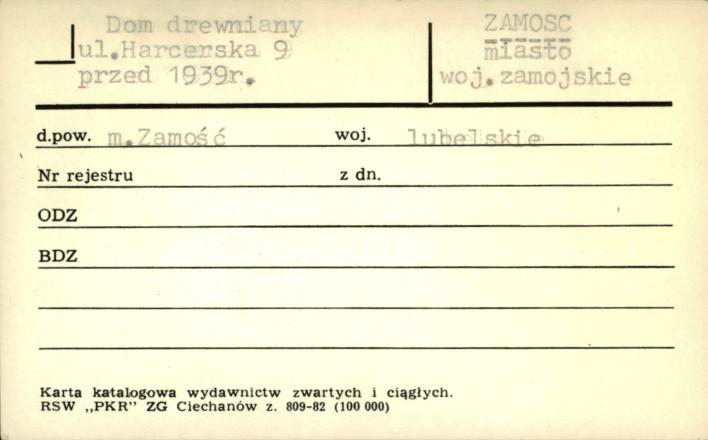 Dom drewniany
ul.Harcerska 9
przed 1939r.
ZAMOSC
miasto
woj.zamojskie
d.pow. m.Zamość woj. lubelskie
Nr rejestru z dn.
ODZ
BDZ
Karta katalogowa wydawnictw zwartych i ciągłych.
RSW „PKR” ZG Ciechanów z. 809-82 (100 000)